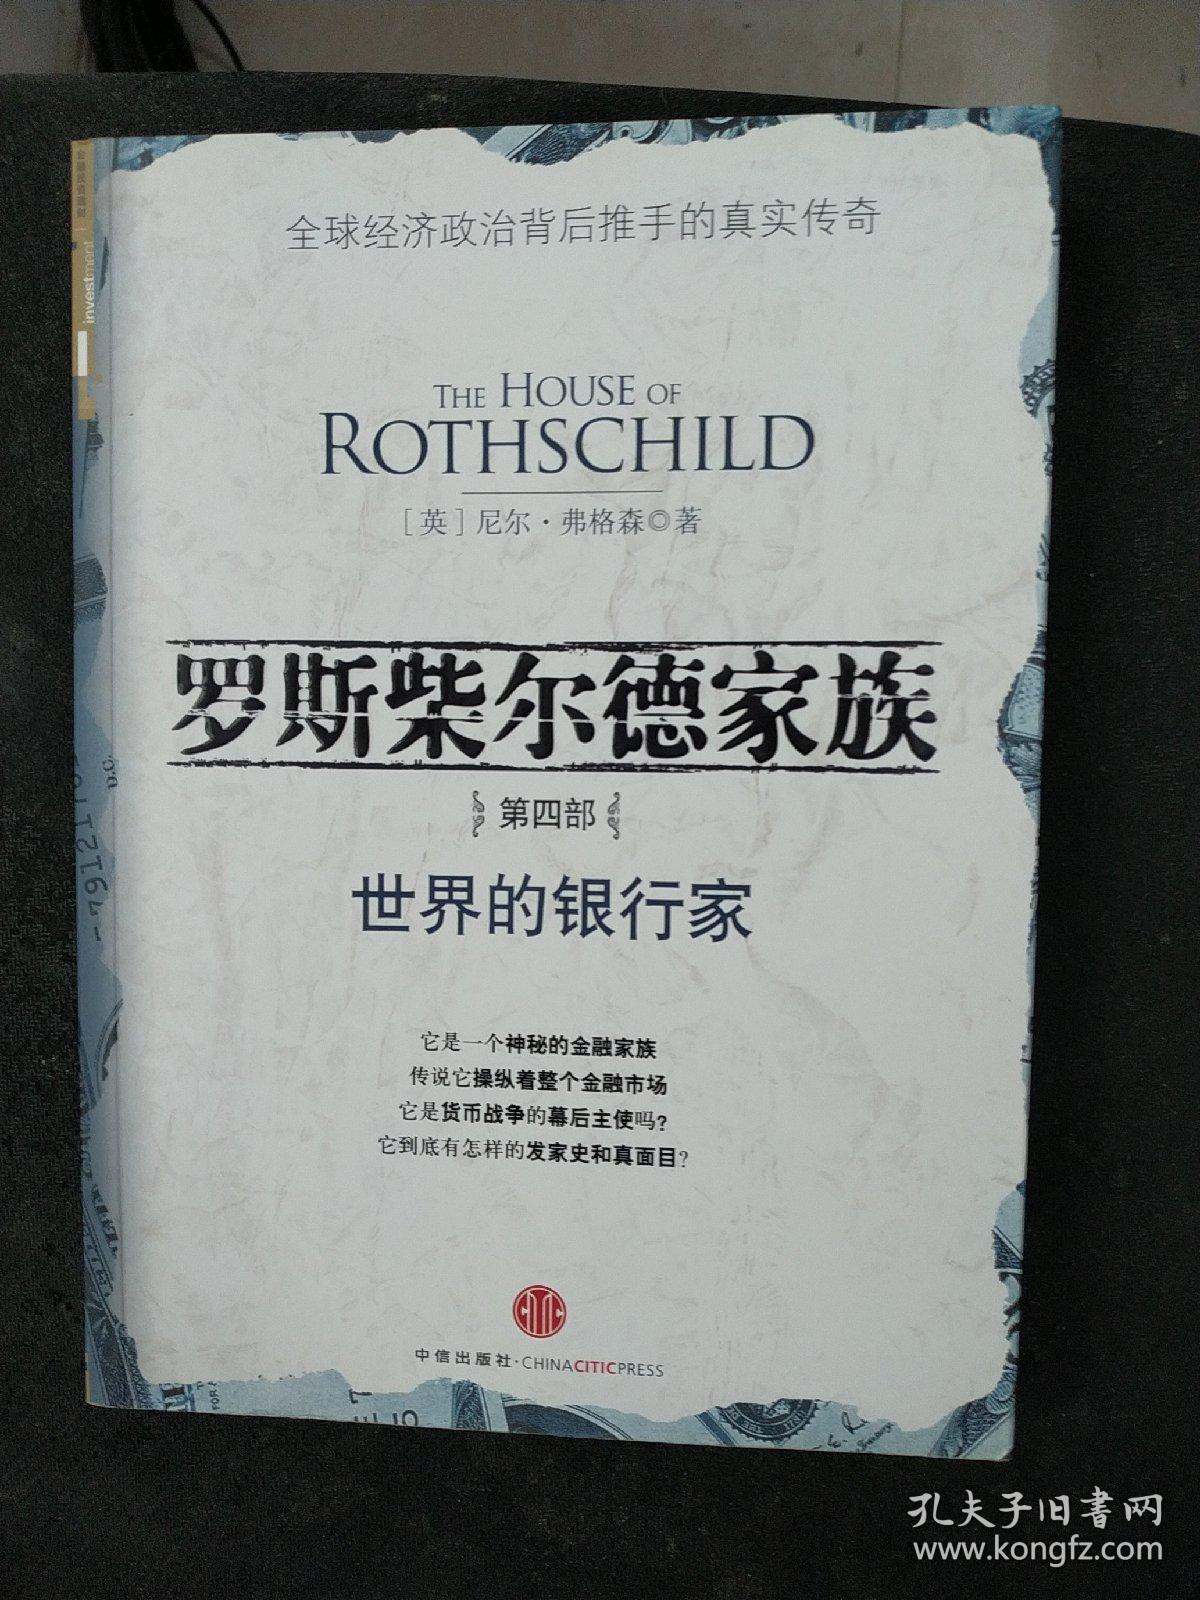 全球经济政治背后推手的真实传奇
THE HOUSE OF
ROTHSCHILD
[英]尼尔·弗格森◎著
罗斯柴尔德家族
第四部
世界的银行家
它是一个神秘的金融家族
传说它操纵着整个金融市场
它是货币战争的幕后主使吗?
它到底有怎样的发家史和真面目?
中信出版社·CHINACITICPRESS
investment
-79121
孔夫子旧書网
www.kongfz.com